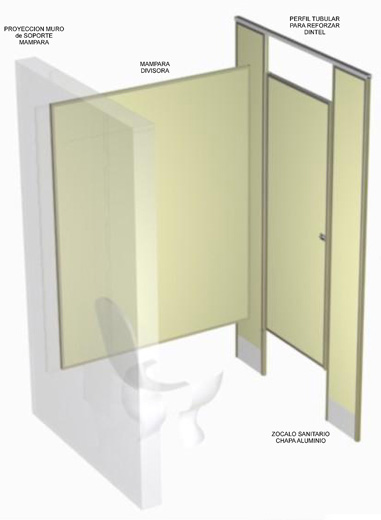 PROYECCION MURO
de SOPORTE
MAMPARA
MAMPARA
DIVISORA
PERFIL TUBULAR
PARA REFORZAR
DINTEL
ZOCALO SANITARIO
CHAPA ALUMINIO